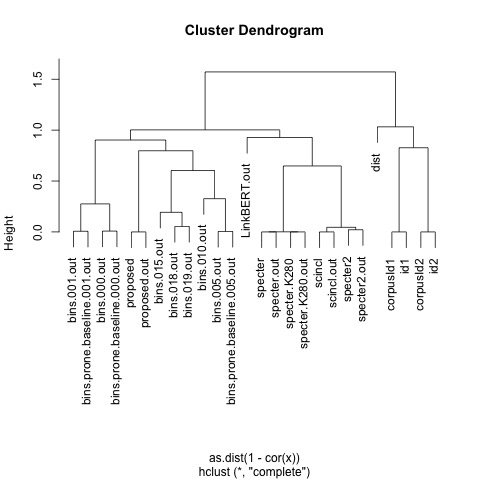 Cluster Dendrogram
Height
1.5
1.0
0.5
0.0
bins.001.out
bins.prone.baseline.001.out
bins.000.out
bins.prone.baseline.000.out
proposed
proposed.out
bins.015.out
bins.018.out
bins.019.out
bins.010.out
bins.005.out
bins.prone.baseline.005.out
LinkBERT.out
specter
specter.out
specter.K280
specter.K280.out
scincl
scincl.out
specter2
specter2.out
dist
corpusId1
id1
corpusId2
id2
as.dist(1 - cor(x))
hclust (*, "complete")